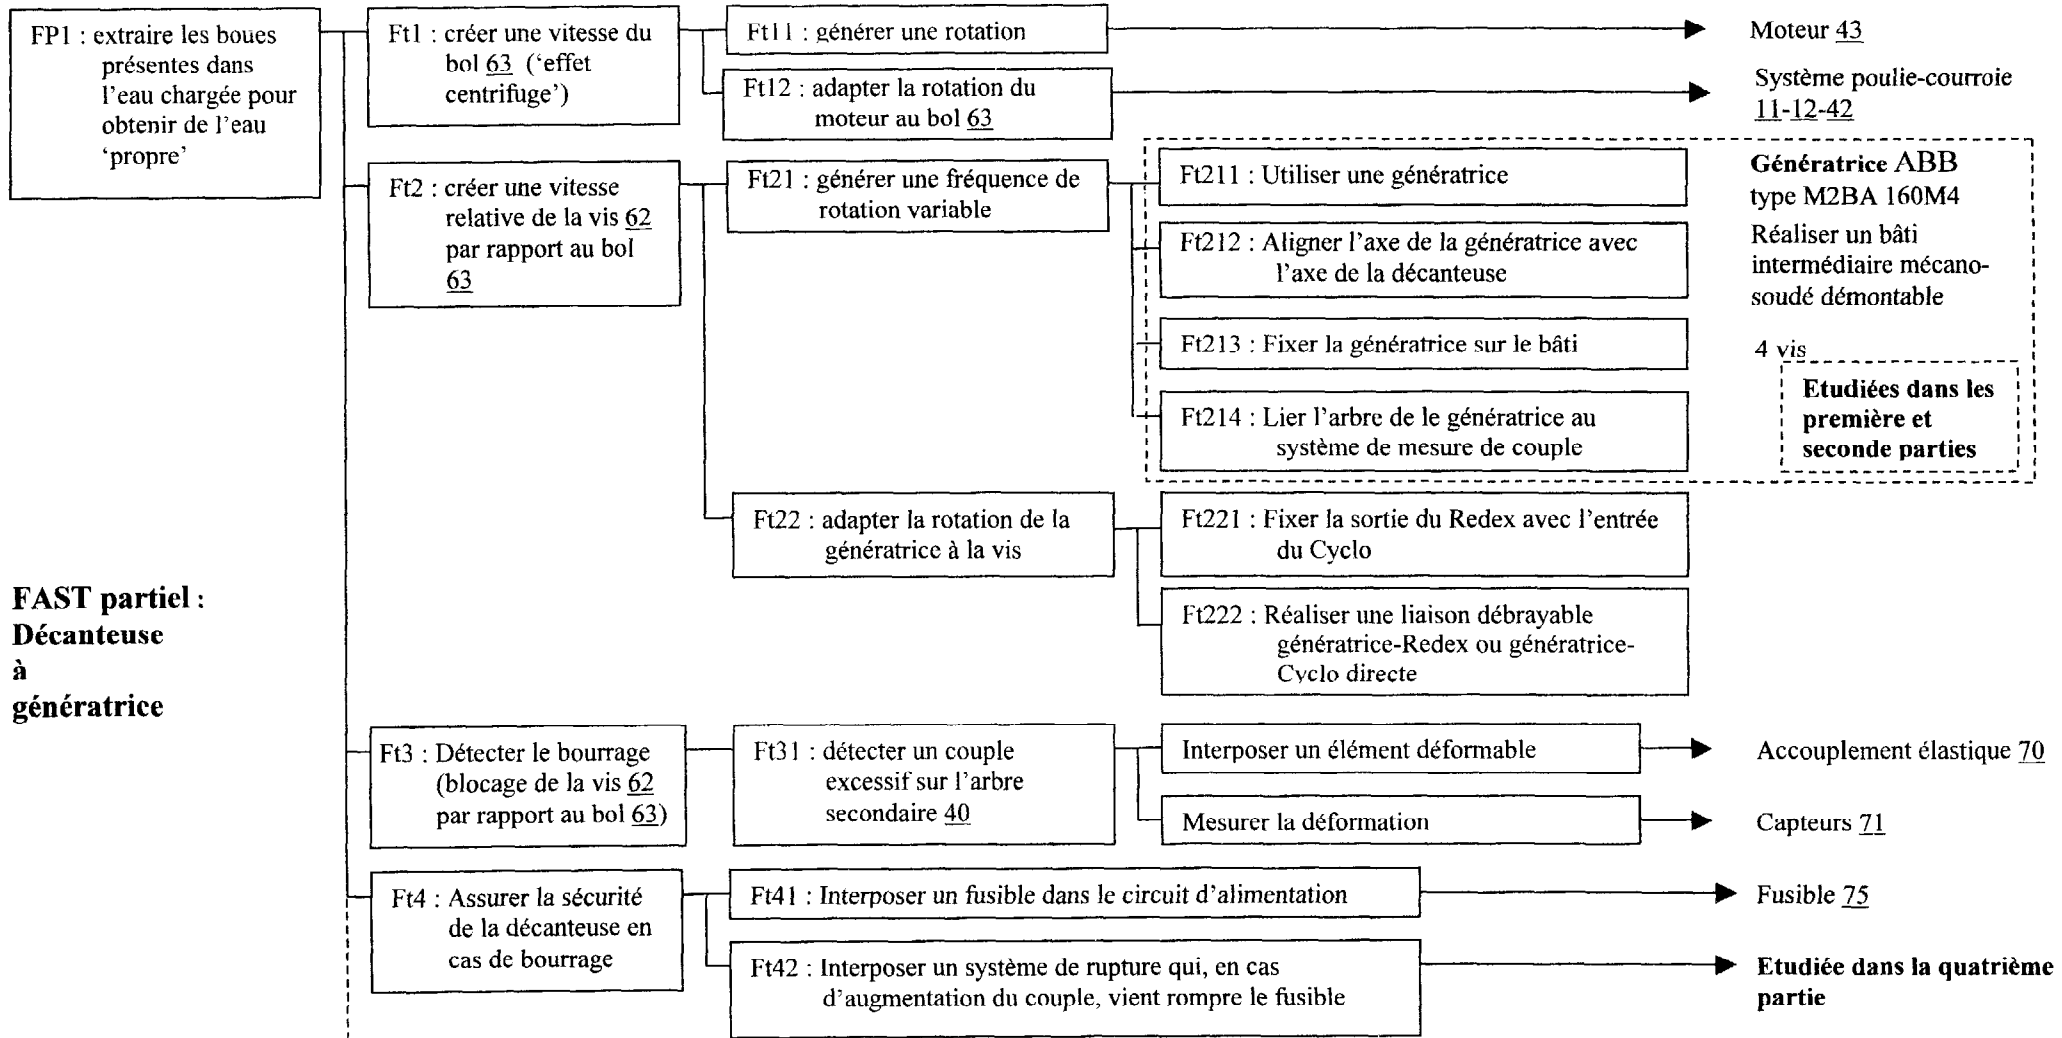 FP1 : extraire les boues
présentes dans
l'eau chargée pour
obtenir de l'eau
'propre'
Ft1 : créer une vitesse du
bol 63 ('effet
centrifuge')
Ft11 : générer une rotation
Moteur 43
Ft12 : adapter la rotation du
moteur au bol 63
Système poulie-courroie
11-12-42
Ft2 : créer une vitesse
relative de la vis 62
par rapport au bol
63
Ft21 : générer une fréquence de
rotation variable
Ft211 : Utiliser une génératrice
Génératrice ABB
type M2BA 160M4
Ft212 : Aligner l'axe de la génératrice avec
l'axe de la décanteuse
Réaliser un bâti
intermédiaire mécano-
soudé démontable
Ft213 : Fixer la génératrice sur le bâti
4 vis
Ft214 : Lier l'arbre de le génératrice au
système de mesure de couple
Etudiées dans les
première et
seconde parties
Ft22 : adapter la rotation de la
génératrice à la vis
Ft221 : Fixer la sortie du Redex avec l'entrée
du Cyclo
Ft222 : Réaliser une liaison débrayable
génératrice-Redex ou génératrice-
Cyclo directe
FAST partiel :
Décanteuse
à
génératrice
Ft3 : Détecter le bourrage
(blocage de la vis 62
par rapport au bol 63)
Ft31 : détecter un couple
excessif sur l'arbre
secondaire 40
Interposer un élément déformable
Accouplement élastique 70
Mesurer la déformation
Capteurs 71
Ft4 : Assurer la sécurité
de la décanteuse en
cas de bourrage
Ft41 : Interposer un fusible dans le circuit d'alimentation
Fusible 75
Ft42 : Interposer un système de rupture qui, en cas
d'augmentation du couple, vient rompre le fusible
Etudiée dans la quatrième
partie